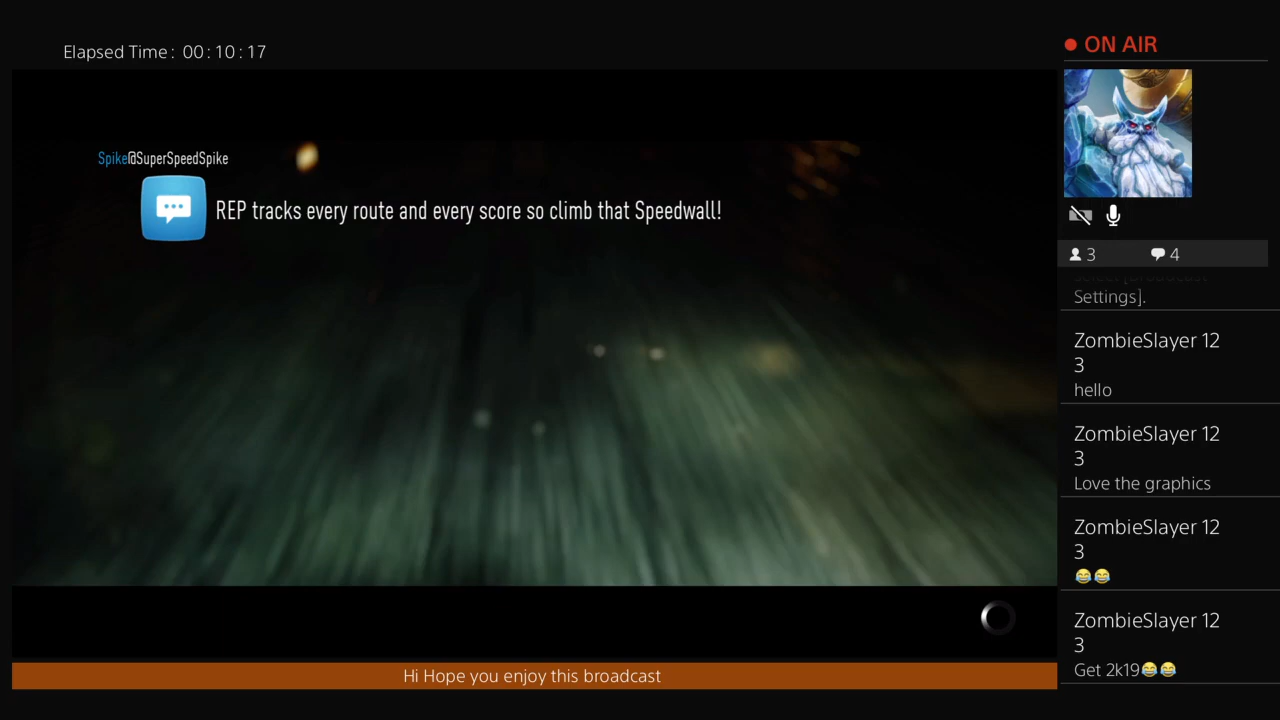 Elapsed Time: 00:10:17
ON AIR
Spike@SuperSpeedSpike
REP tracks every route and every score so climb that Speedwall!
3
4
Settings].
ZombieSlayer 12
3
hello
ZombieSlayer 12
3
Love the graphics
ZombieSlayer 12
3
😂😂
ZombieSlayer 12
3
Get 2k19😂😂
Hi Hope you enjoy this broadcast